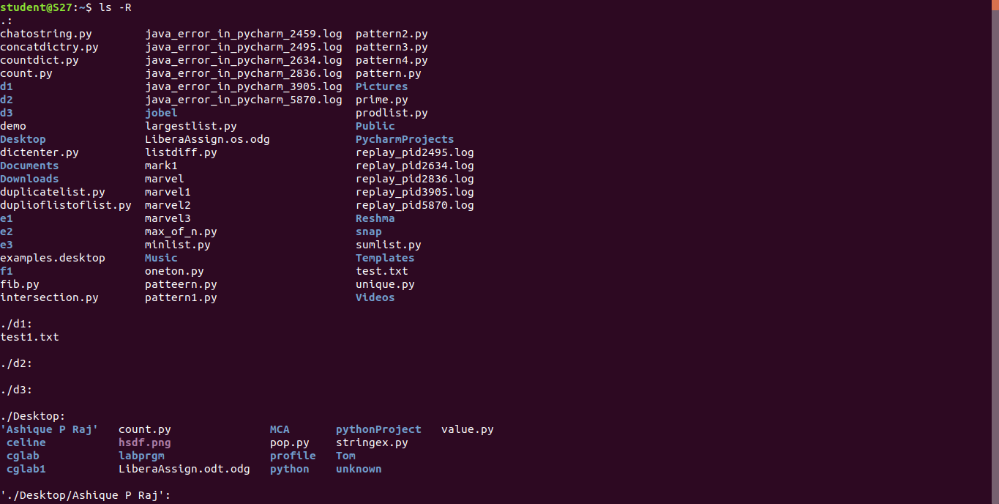 student@S27:~$ ls -R
.:
chatostring.py        java_error_in_pycharm_2459.log  pattern2.py
concatdictry.py       java_error_in_pycharm_2495.log  pattern3.py
countdict.py          java_error_in_pycharm_2634.log  pattern4.py
count.py              java_error_in_pycharm_2836.log  pattern.py
d1                    java_error_in_pycharm_3905.log  Pictures
d2                    java_error_in_pycharm_5870.log  prime.py
d3                    jobel                           prodlist.py
demo                  largestlist.py                  Public
Desktop               LiberaAssign.os.odg             PycharmProjects
dictenter.py          listdiff.py                     replay_pid2495.log
Documents             mark1                           replay_pid2634.log
Downloads             marvel                          replay_pid2836.log
duplicatelist.py      marvel1                         replay_pid3905.log
duplioflistoflist.py  marvel2                         replay_pid5870.log
e1                    marvel3                         Reshma
e2                    max_of_n.py                     snap
e3                    minlist.py                      sumlist.py
examples.desktop      Music                           Templates
f1                    oneton.py                       test.txt
fib.py                patteern.py                     unique.py
intersection.py       pattern1.py                     Videos

./d1:
test1.txt

./d2:

./d3:

./Desktop:
'Ashique P Raj'   count.py               MCA       pythonProject   value.py
 celine           hsdf.png               pop.py    stringex.py
 cglab            labprgm                profile   Tom
 cglab1           LiberaAssign.odt.odg   python    unknown

'./Desktop/Ashique P Raj':